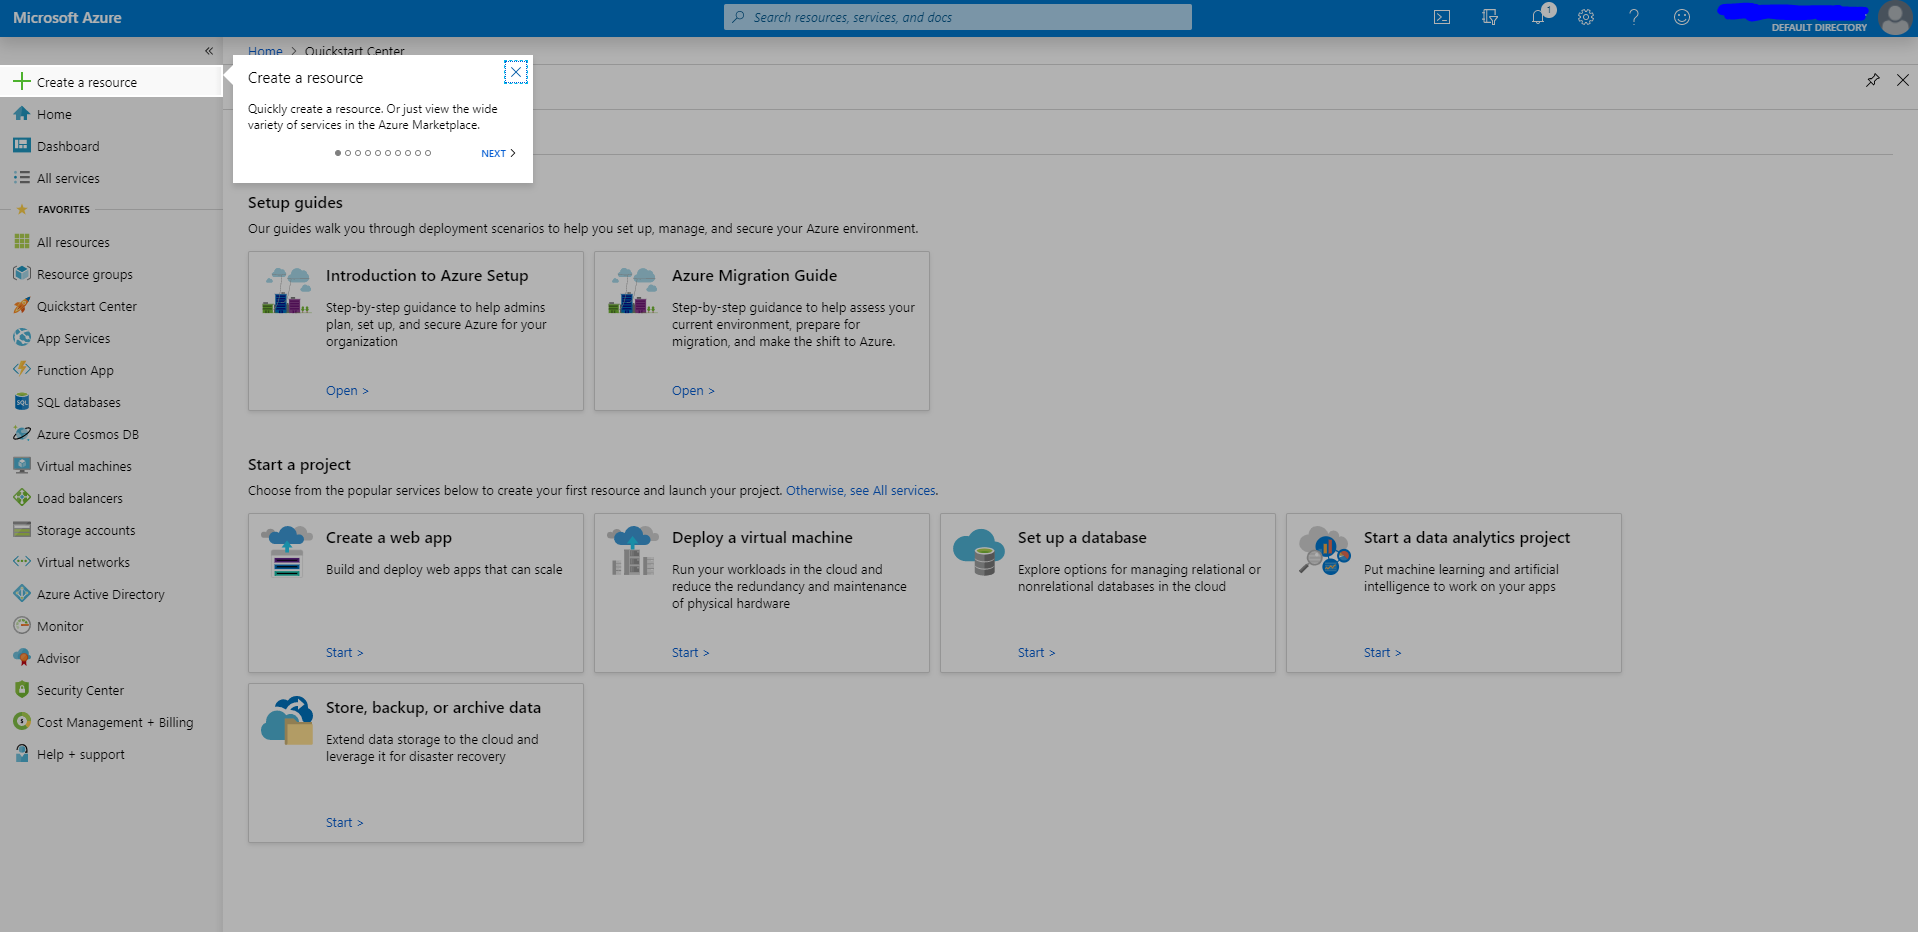 Microsoft Azure
Search resources, services, and docs
1
DEFAULT DIRECTORY
«
Home > Quickstart Center
Create a resource
Home
Dashboard
All services
FAVORITES
All resources
Resource groups
Quickstart Center
App Services
Function App
SQL databases
Azure Cosmos DB
Virtual machines
Load balancers
Storage accounts
Virtual networks
Azure Active Directory
Monitor
Advisor
Security Center
Cost Management + Billing
Help + support
Create a resource
Quickly create a resource. Or just view the wide
variety of services in the Azure Marketplace.
NEXT >
Setup guides
Our guides walk you through deployment scenarios to help you set up, manage, and secure your Azure environment.
Introduction to Azure Setup
Step-by-step guidance to help admins
plan, set up, and secure Azure for your
organization
Open >
Azure Migration Guide
Step-by-step guidance to help assess your
current environment, prepare for
migration, and make the shift to Azure.
Open >
Start a project
Choose from the popular services below to create your first resource and launch your project. Otherwise, see All services.
Create a web app
Build and deploy web apps that can scale
Start >
Deploy a virtual machine
Run your workloads in the cloud and
reduce the redundancy and maintenance
of physical hardware
Start >
Set up a database
Explore options for managing relational or
nonrelational databases in the cloud
Start >
Start a data analytics project
Put machine learning and artificial
intelligence to work on your apps
Start >
Store, backup, or archive data
Extend data storage to the cloud and
leverage it for disaster recovery
Start >